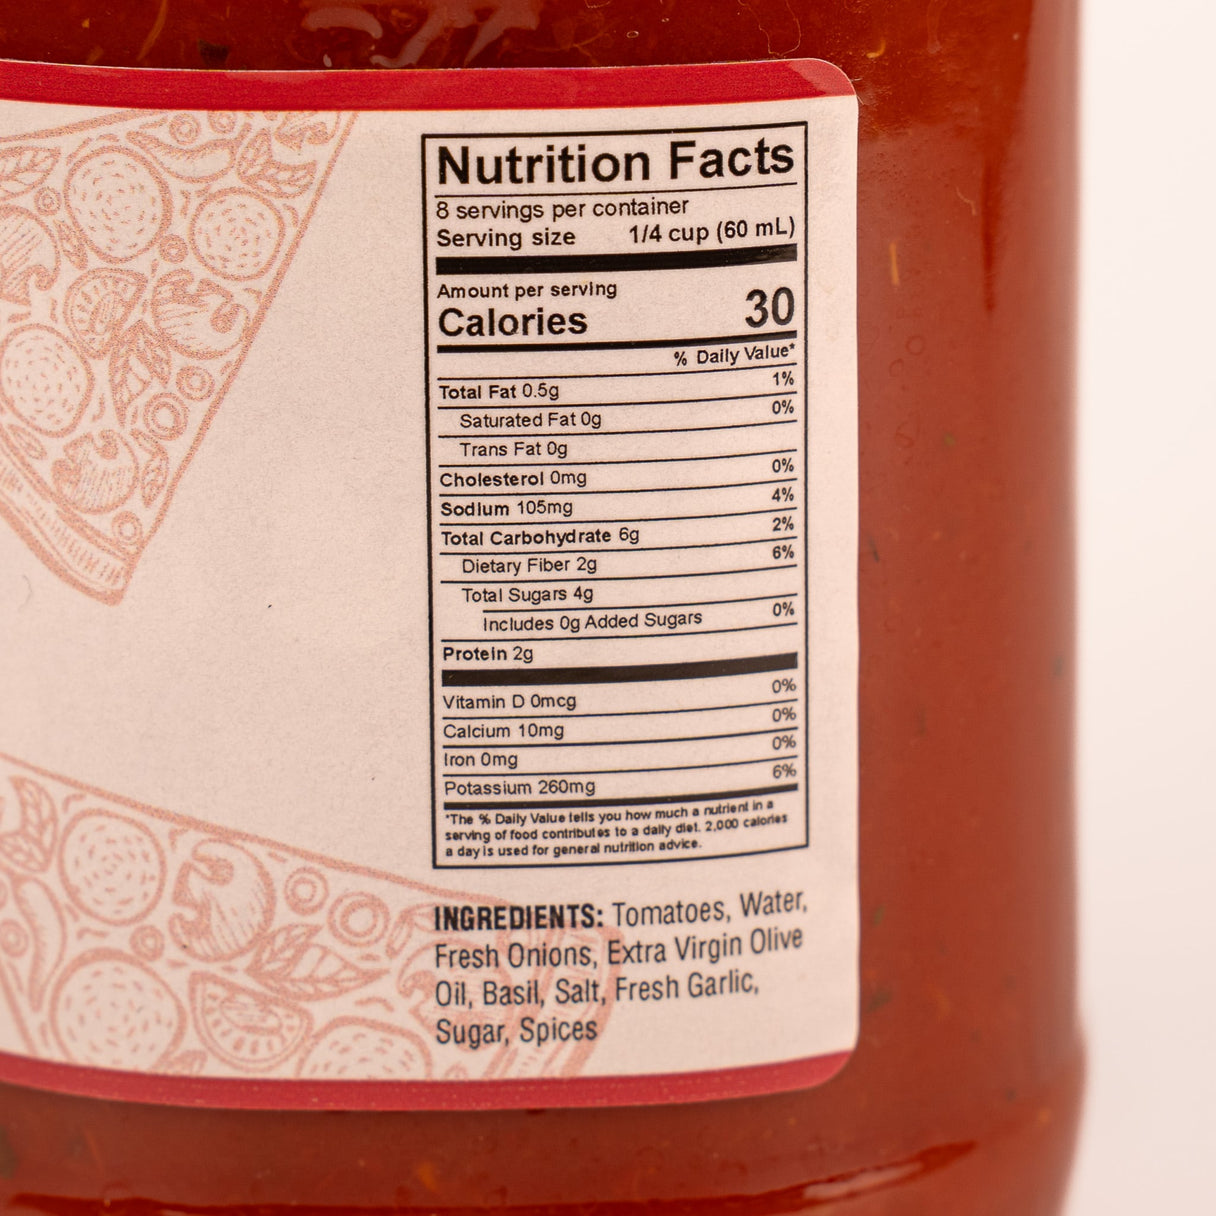 Nutrition Facts
8 servings per container
Serving size 1/4 cup (60 mL)
Amount per serving
Calories 30
% Daily Value*
Total Fat 0.5g 1%
Saturated Fat 0g 0%
Trans Fat 0g
Cholesterol 0mg 0%
Sodium 105mg 4%
Total Carbohydrate 6g 2%
Dietary Fiber 2g 6%
Total Sugars 4g
Includes 0g Added Sugars 0%
Protein 2g
Vitamin D 0mcg 0%
Calcium 10mg 0%
Iron 0mg 0%
Potassium 260mg 6%
*The % Daily Value tells you how much a nutrient in a
serving of food contributes to a daily diet. 2,000 calories
a day is used for general nutrition advice.
INGREDIENTS: Tomatoes, Water,
Fresh Onions, Extra Virgin Olive
Oil, Basil, Salt, Fresh Garlic,
Sugar, Spices